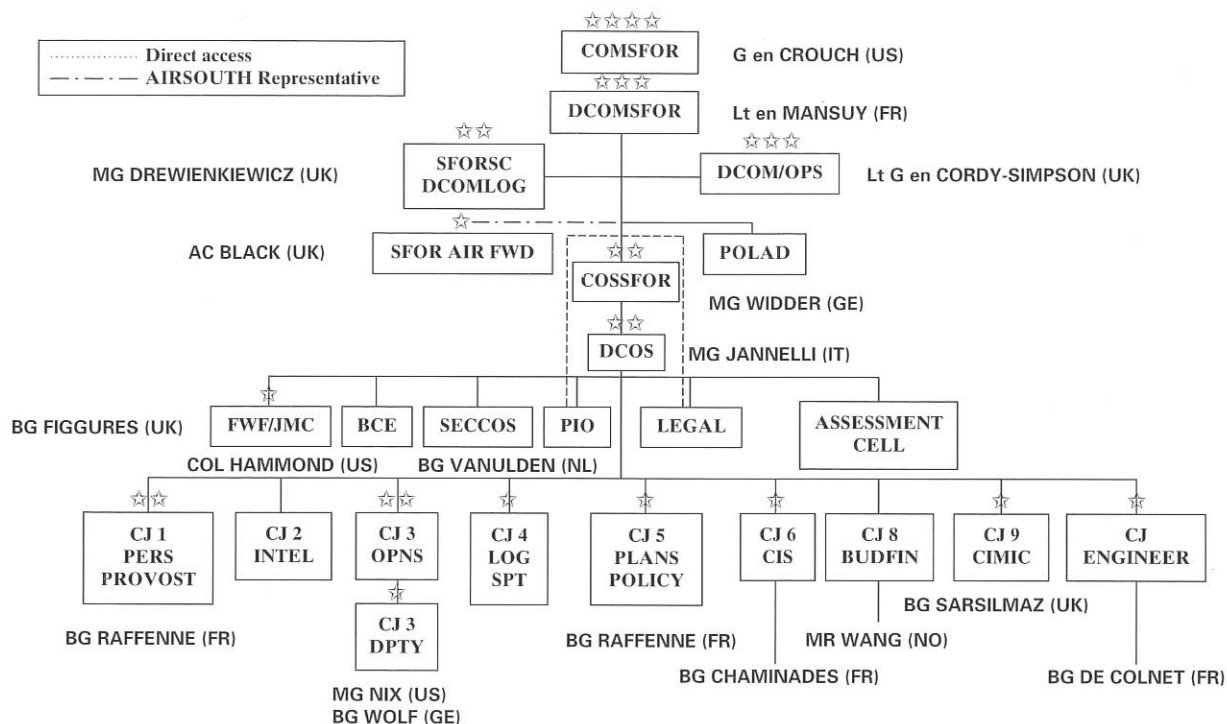 Direct access
AIRSOUTH Representative
COMSFOR
G en CROUCH (US)
DCOMSFOR
Lt en MANSUY (FR)
MG DREWIENKIEWICZ (UK)
SFORSC
DCOMLOG
DCOM/OPS
Lt G en CORDY-SIMPSON (UK)
AC BLACK (UK)
SFOR AIR FWD
POLAD
COSSFOR
MG WIDDER (GE)
DCOS
MG JANNELLI (IT)
BG FIGGURES (UK)
FWF/JMC
BCE
SECCOS
PIO
LEGAL
ASSESSMENT
CELL
COL HAMMOND (US)
BG VANULDEN (NL)
CJ 1
PERS
PROVOST
CJ 2
INTEL
CJ 3
OPNS
CJ 4
LOG
SPT
CJ 5
PLANS
POLICY
CJ 6
CIS
CJ 8
BUDFIN
CJ 9
CIMIC
CJ
ENGINEER
CJ 3
DPTY
BG RAFFENNE (FR)
MG NIX (US)
BG WOLF (GE)
BG RAFFENNE (FR)
BG CHAMINADES (FR)
MR WANG (NO)
BG SARSILMAZ (UK)
BG DE COLNET (FR)